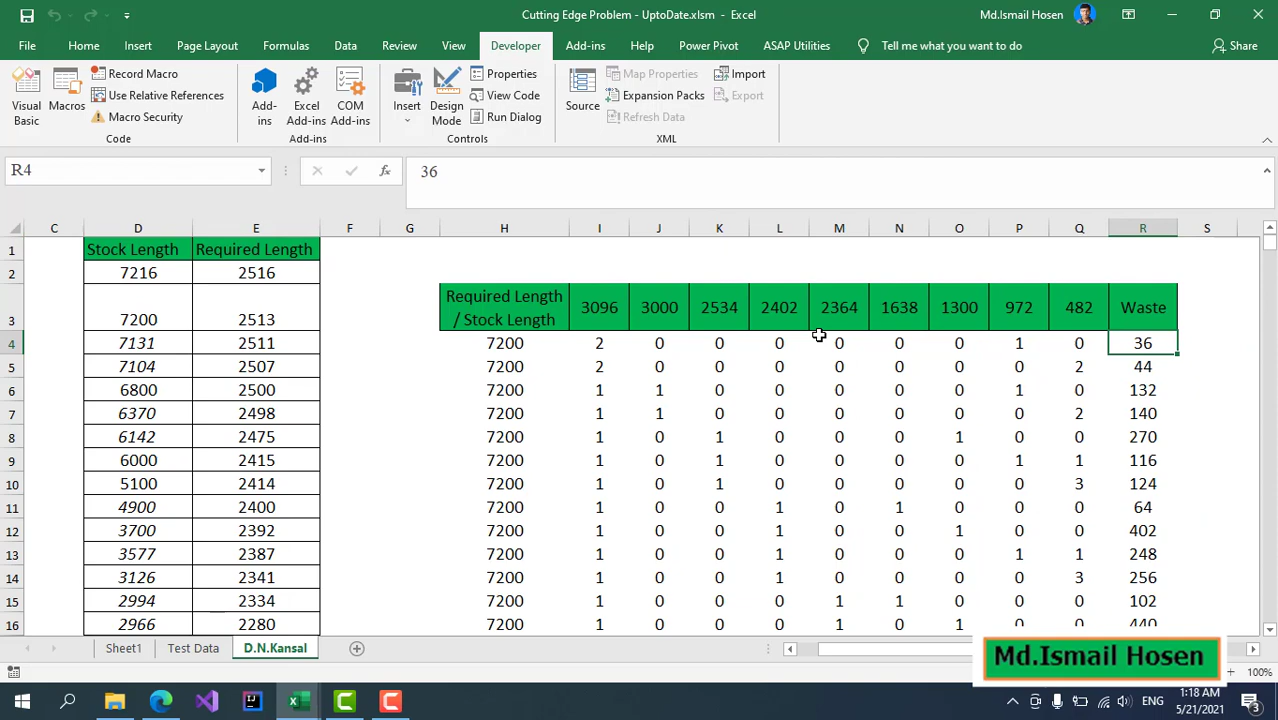 Cutting Edge Problem - UptoDate.xlsm - Excel
Md.Ismail Hosen
File Home Insert Page Layout Formulas Data Review View Developer Add-ins Help Power Pivot ASAP Utilities Tell me what you want to do Share
Visual Basic
Macros
Record Macro
Use Relative References
Macro Security
Code
Add-ins
Excel Add-ins
COM Add-ins
Add-ins
Insert
Design Mode
Properties
View Code
Run Dialog
Controls
Source
Map Properties
Expansion Packs
Refresh Data
Import
Export
XML
R4 fx 36
C D E F G H I J K L M N O P Q R S
1 Stock Length Required Length
2 7216 2516
3 7200 2513 Required Length / Stock Length 3096 3000 2534 2402 2364 1638 1300 972 482 Waste
4 7131 2511 7200 2 0 0 0 0 0 0 1 0 36
5 7104 2507 7200 2 0 0 0 0 0 0 0 2 44
6 6800 2500 7200 1 1 0 0 0 0 0 1 0 132
7 6370 2498 7200 1 1 0 0 0 0 0 0 2 140
8 6142 2475 7200 1 0 1 0 0 0 1 0 0 270
9 6000 2415 7200 1 0 1 0 0 0 0 1 1 116
10 5100 2414 7200 1 0 1 0 0 0 0 0 3 124
11 4900 2400 7200 1 0 0 1 0 1 0 0 0 64
12 3700 2392 7200 1 0 0 1 0 0 1 0 0 402
13 3577 2387 7200 1 0 0 1 0 0 0 1 1 248
14 3126 2341 7200 1 0 0 1 0 0 0 0 3 256
15 2994 2334 7200 1 0 0 0 1 1 0 0 0 102
16 2966 2280 7200 1 0 0 0 1 0 1 0 0 440
Sheet1 Test Data D.N.Kansal
Md.Ismail Hosen
100%
ENG
1:18 AM
5/21/2021
3